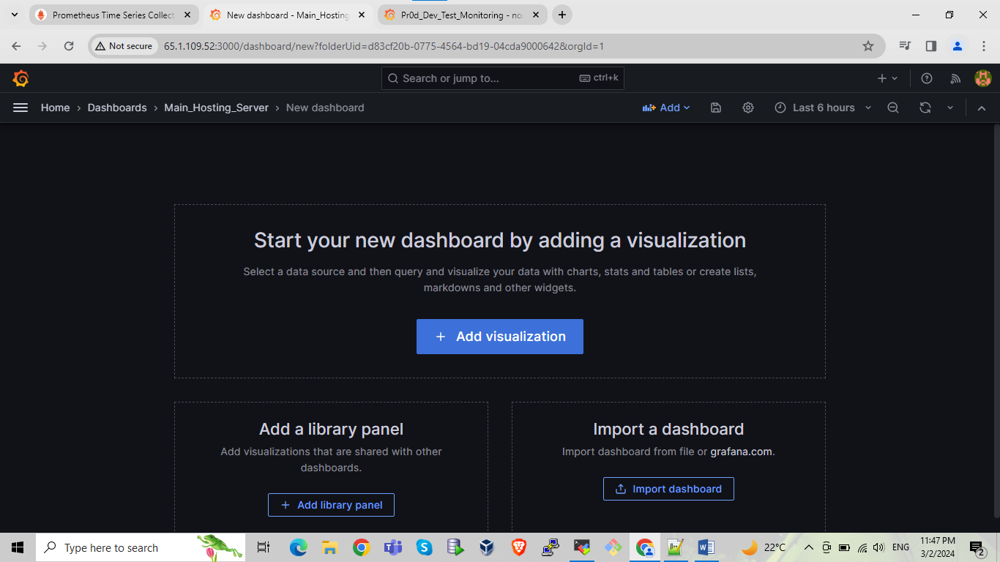 Prometheus Time Series Collect
New dashboard - Main_Hosting
Pr0d_Dev_Test_Monitoring - no
Not secure
65.1.109.52:3000/dashboard/new?folderUid=d83cf20b-0775-4564-bd19-04cda9000642&orgId=1
Search or jump to...
ctrl+k
Home
Dashboards
Main_Hosting_Server
New dashboard
Add
Last 6 hours
Start your new dashboard by adding a visualization
Select a data source and then query and visualize your data with charts, stats and tables or create lists,
markdowns and other widgets.
Add visualization
Add a library panel
Add visualizations that are shared with other
dashboards.
Add library panel
Import a dashboard
Import dashboard from file or grafana.com.
Import dashboard
Type here to search
22°C
ENG
11:47 PM
3/2/2024
2